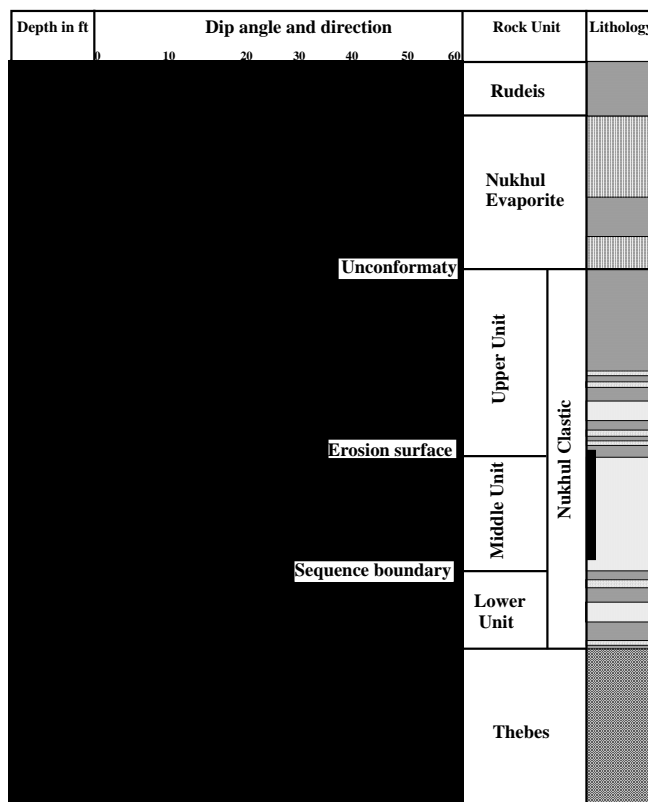 Depth in ft Dip angle and direction Rock Unit Lithology
0 10 20 30 40 50 60
Rudeis
Nukhul
Evaporite
Unconformaty
Upper Unit
Nukhul Clastic
Erosion surface
Middle Unit
Sequence boundary
Lower
Unit
Thebes